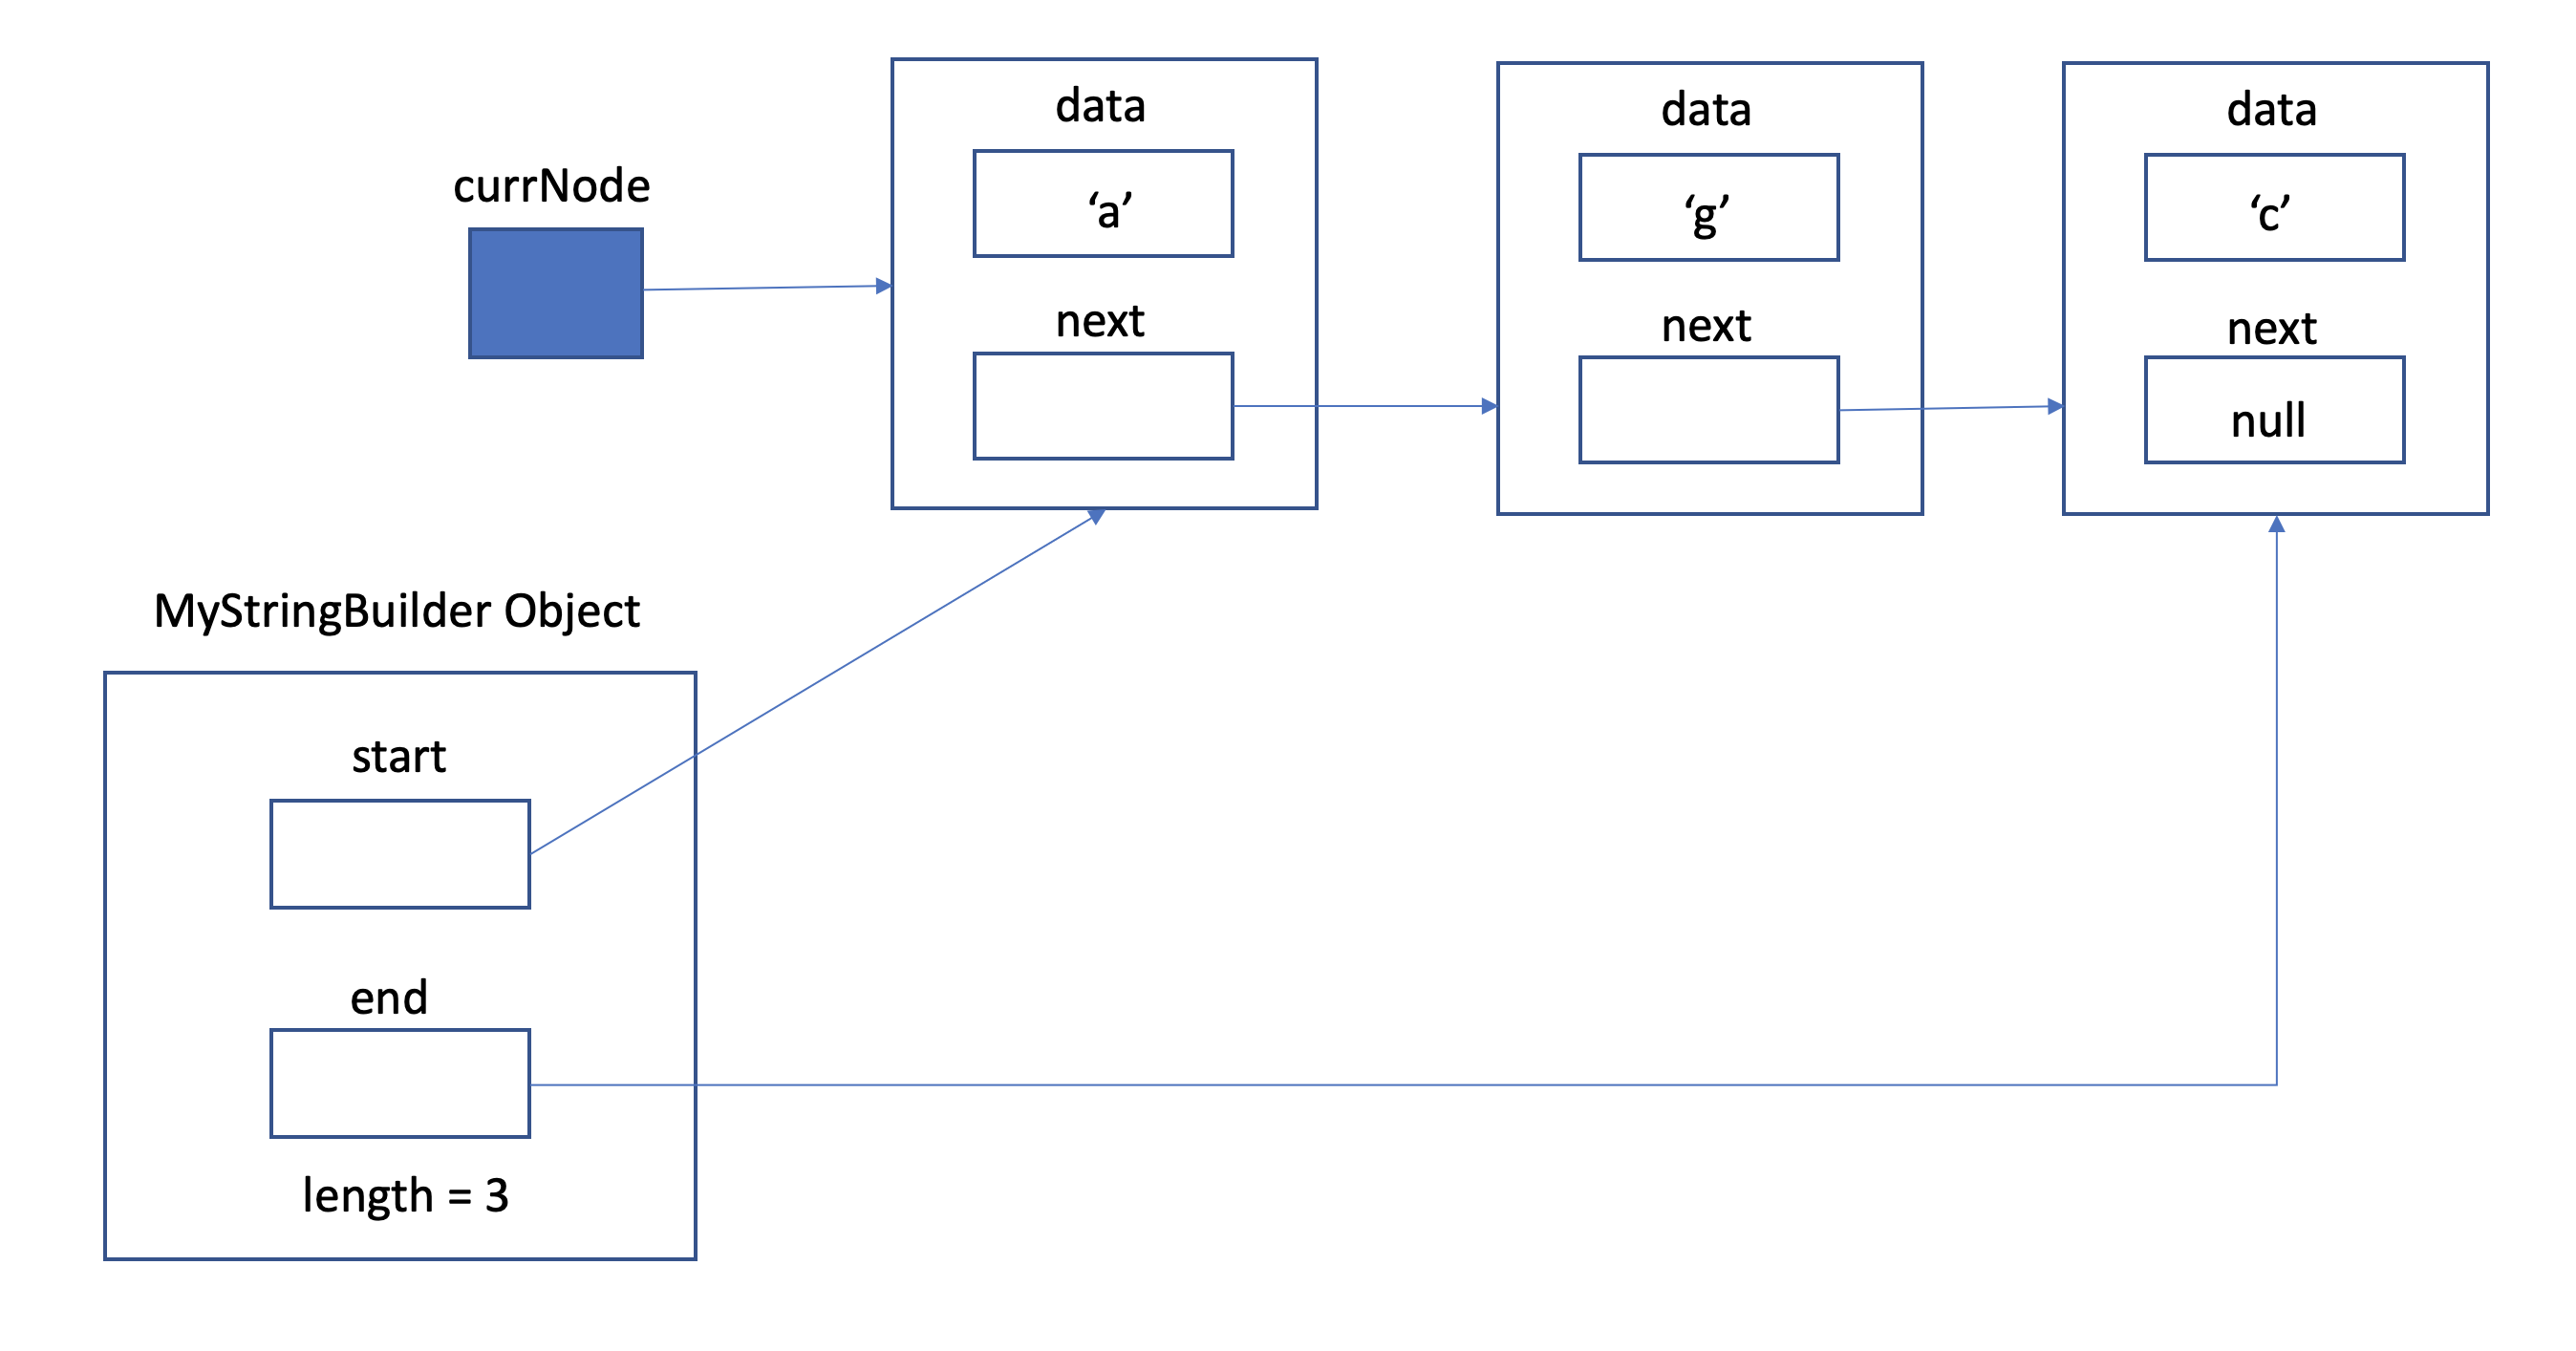 currNode
data
‘a’
next
data
‘g’
next
data
‘c’
next
null
MyStringBuilder Object
start
end
length = 3